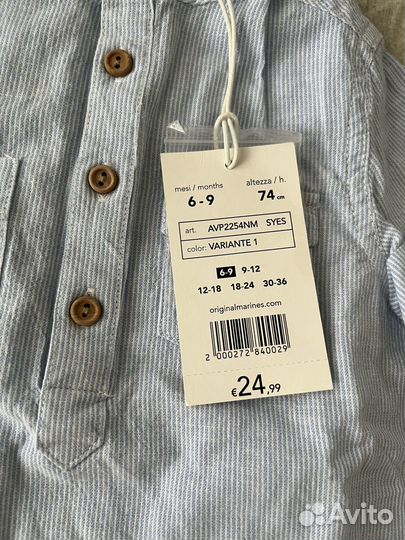 mesi / months
6 - 9
altezza / h.
74 cm
art. AVP2254NM SYES
color: VARIANTE 1
6-9 9-12
12-18 18-24 30-36
originalmarines.com
2 000272 840029
€24,99
Avito